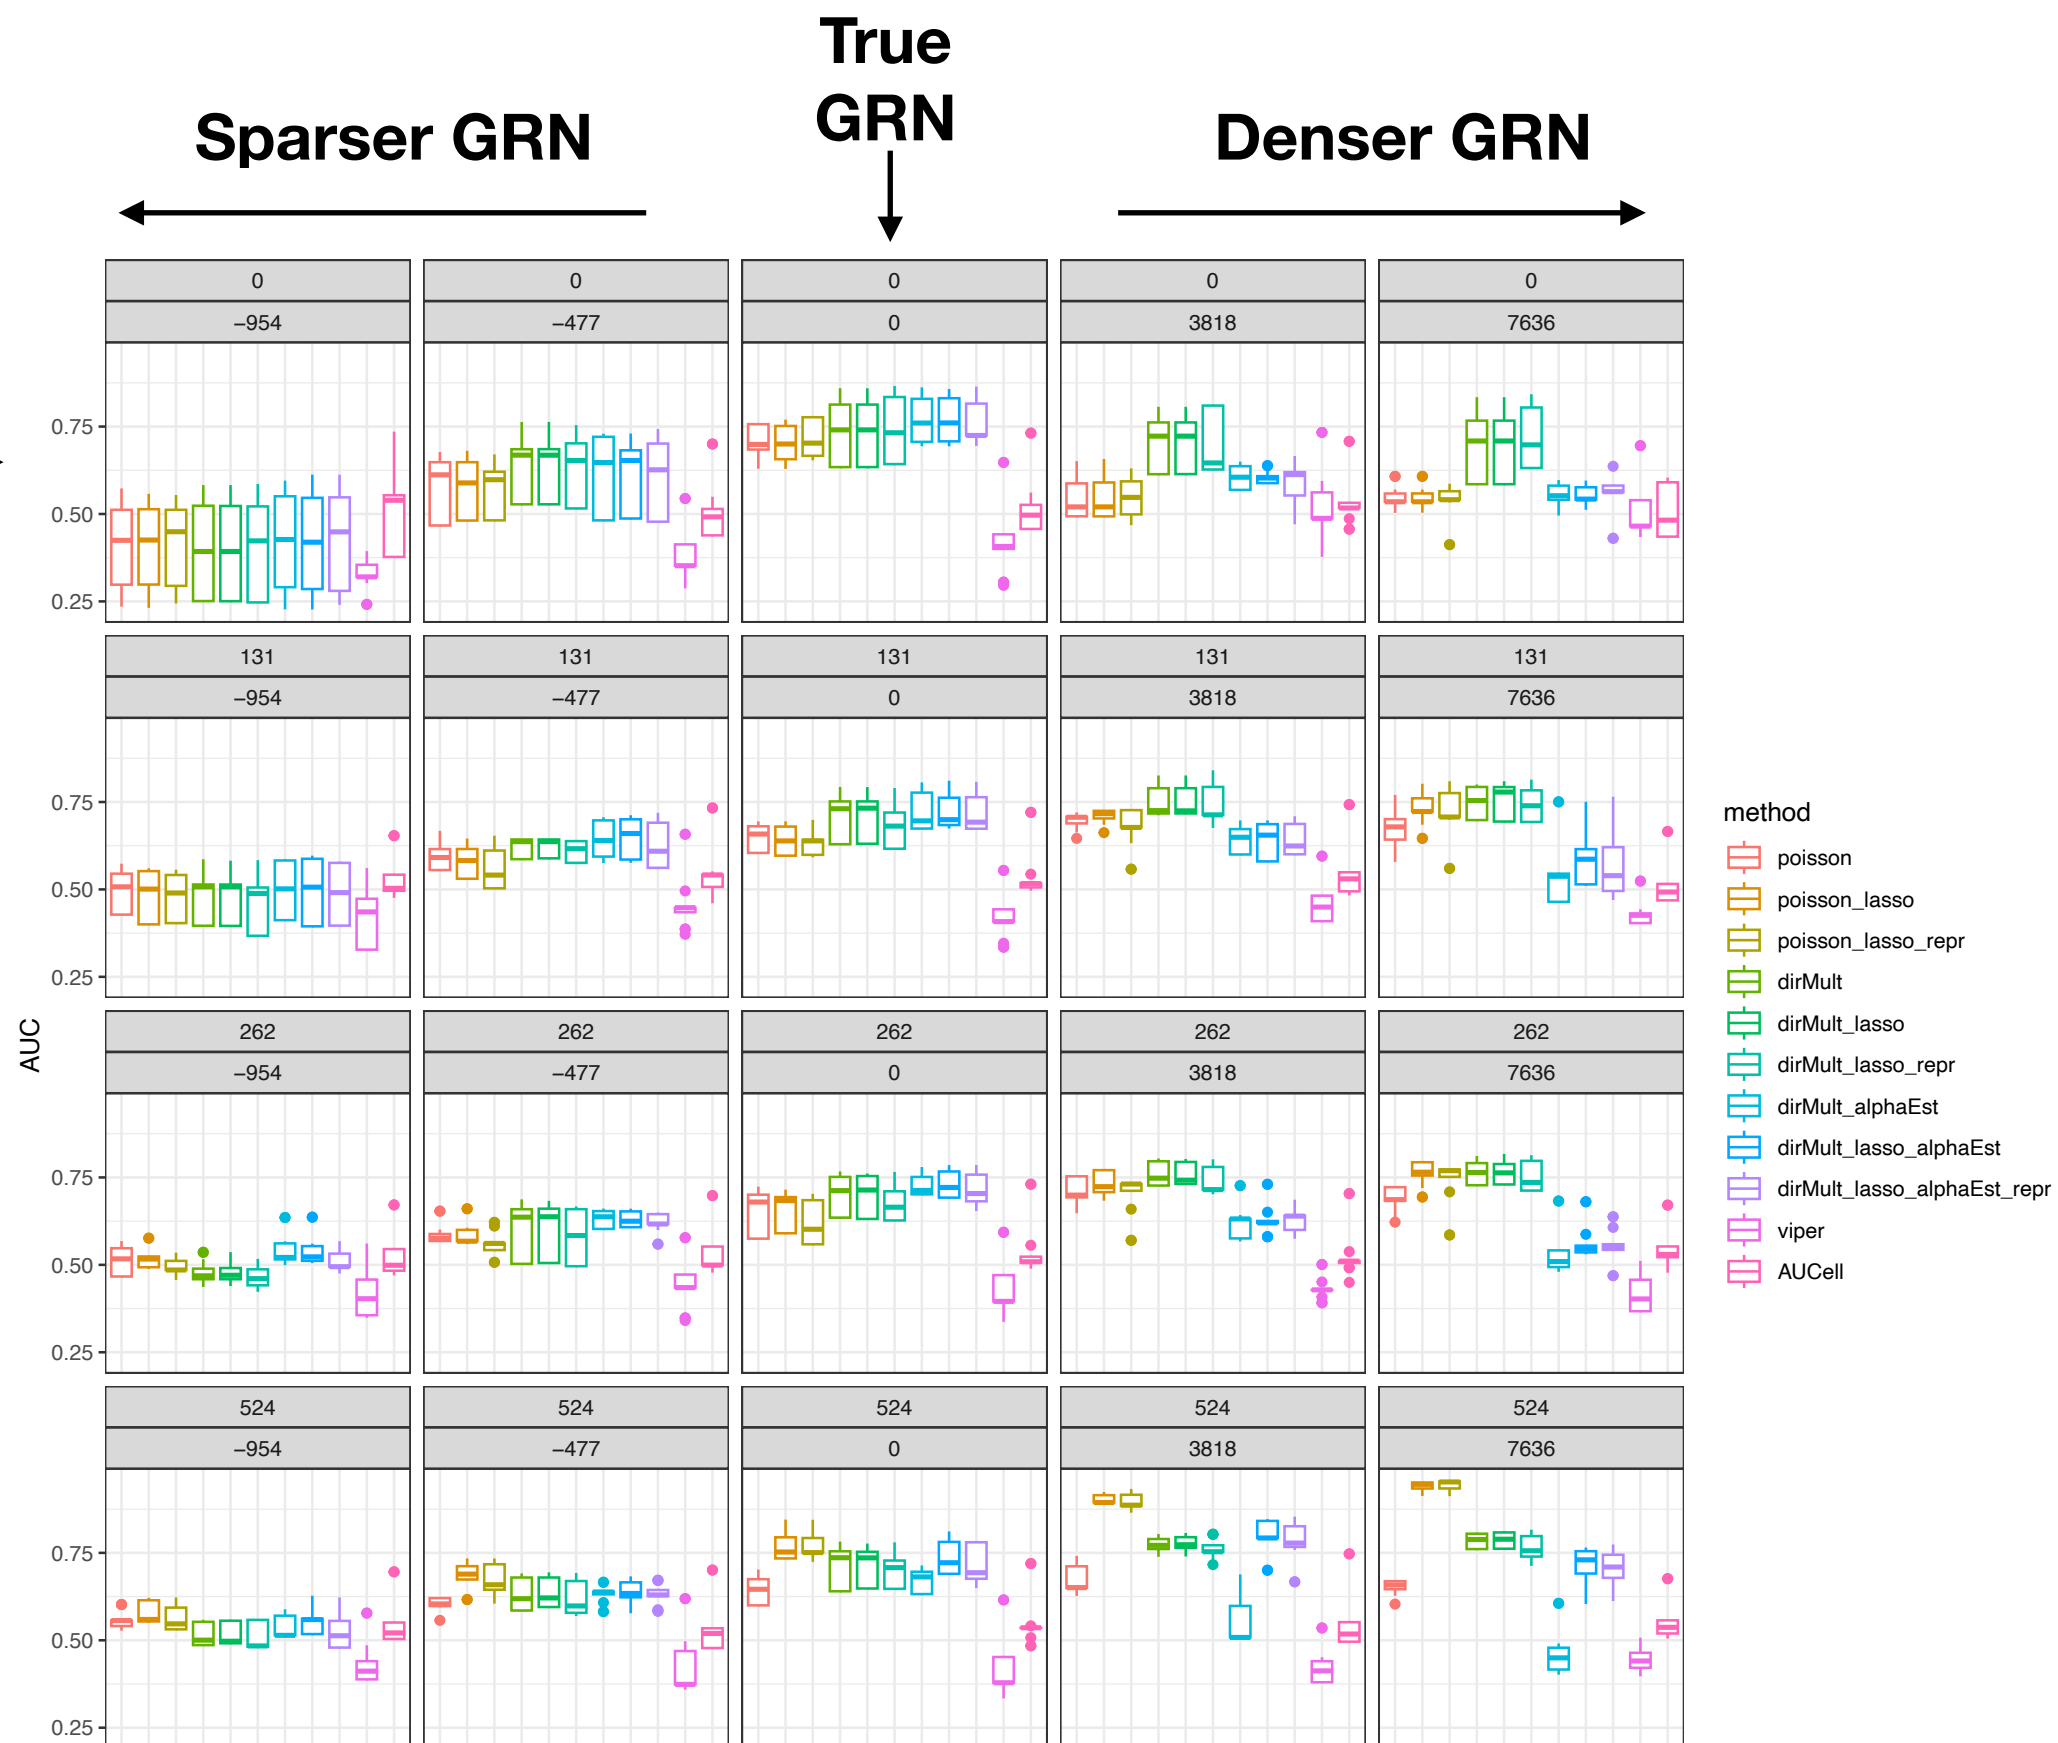 True
GRN
Sparser GRN
Denser GRN
0 0 0 0 0
−954 −477 0 3818 7636
0.75
0.50
0.25
131 131 131 131 131
−954 −477 0 3818 7636
0.75
0.50
0.25
AUC
262 262 262 262 262
−954 −477 0 3818 7636
0.75
0.50
0.25
524 524 524 524 524
−954 −477 0 3818 7636
0.75
0.50
0.25
method
poisson
poisson_lasso
poisson_lasso_repr
dirMult
dirMult_lasso
dirMult_lasso_repr
dirMult_alphaEst
dirMult_lasso_alphaEst
dirMult_lasso_alphaEst_repr
viper
AUCell